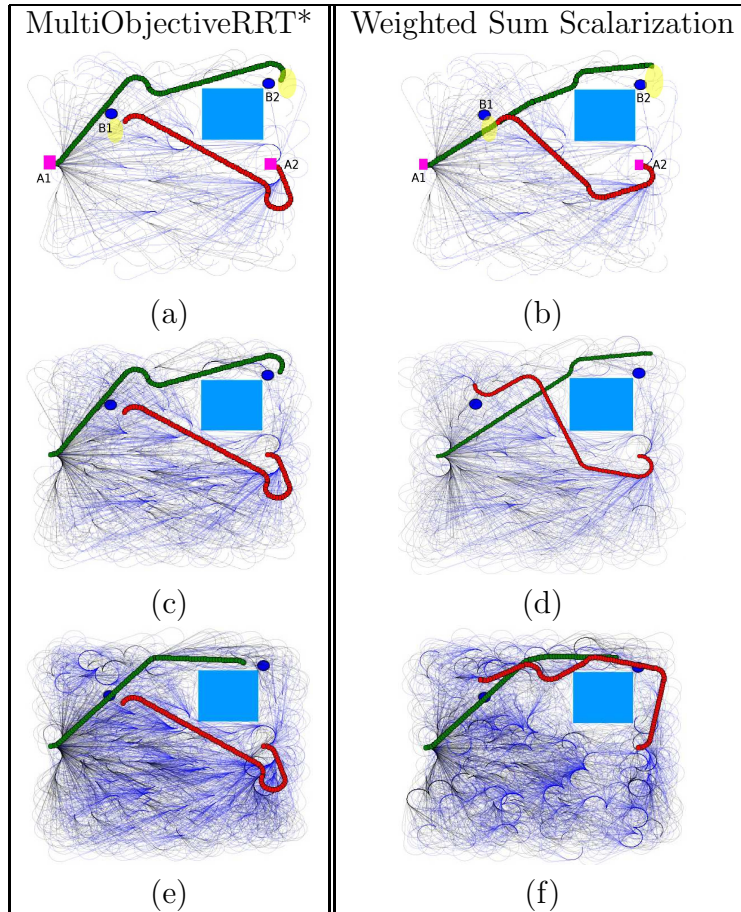 MultiObjectiveRRT*
Weighted Sum Scalarization
B1
B2
A1
A2
(a)
B1
B2
A1
A2
(b)
(c)
(d)
(e)
(f)